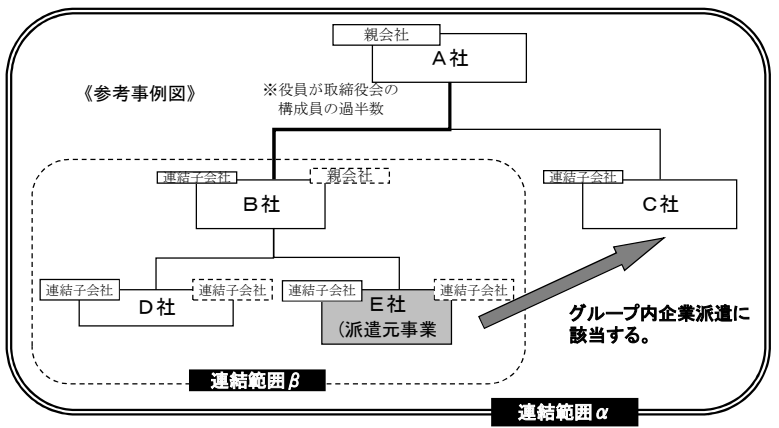 親会社
A社
《参考事例図》
※役員が取締役会の
構成員の過半数
連結子会社
親会社
B社
連結子会社
C社
連結子会社
連結子会社
D社
連結子会社
連結子会社
E社
(派遣元事業
グループ内企業派遣に
該当する。
連結範囲β
連結範囲α